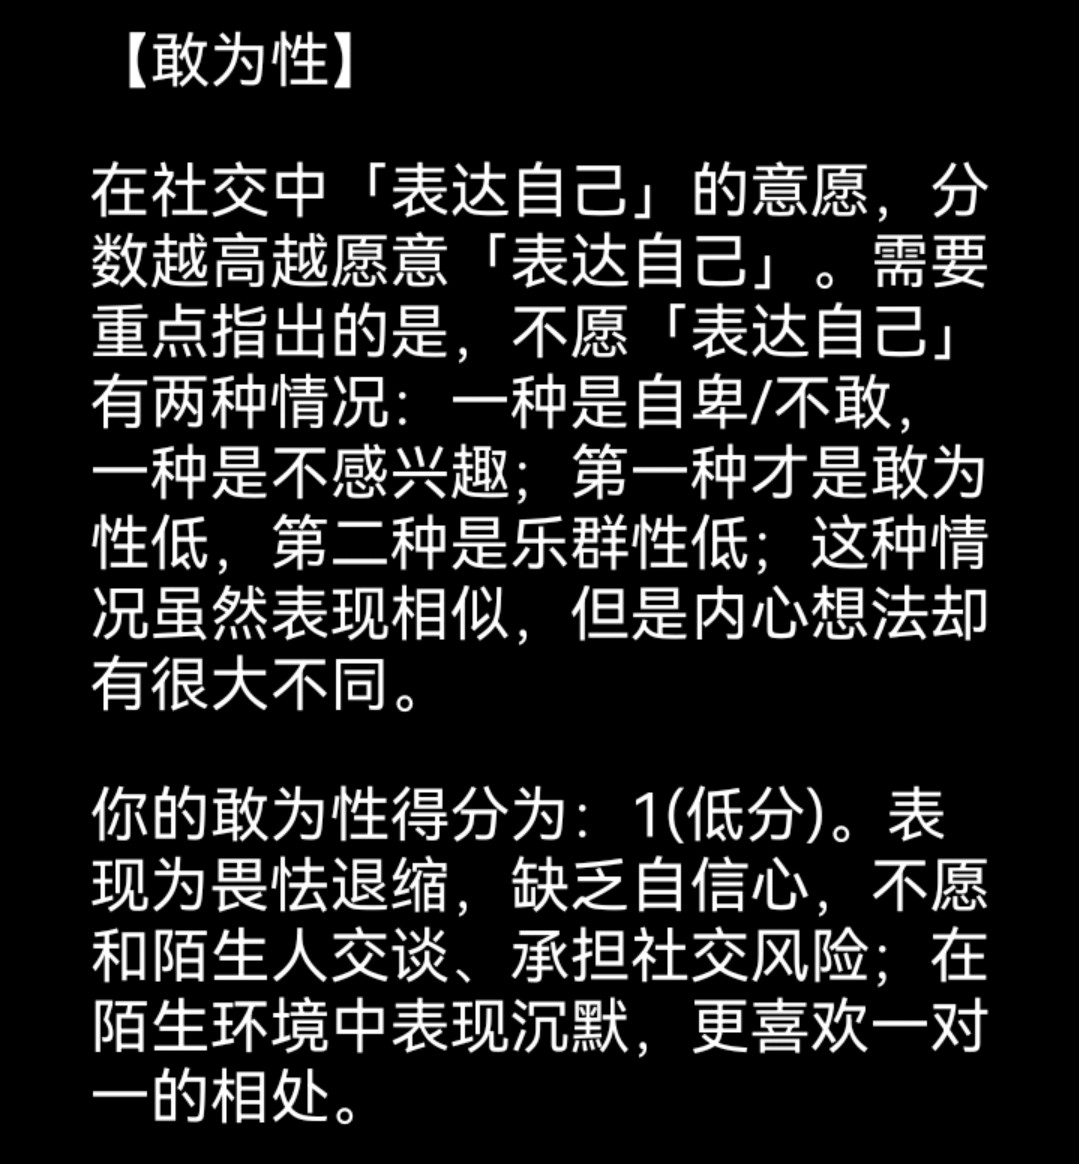 【敢为性】
在社交中「表达自己」的意愿，分
数越高越愿意「表达自己」。需要
重点指出的是，不愿「表达自己」
有两种情况：一种是自卑/不敢，
一种是不感兴趣；第一种才是敢为
性低，第二种是乐群性低；这种情
况虽然表现相似，但是内心想法却
有很大不同。
你的敢为性得分为：1(低分)。表
现为畏怯退缩，缺乏自信心，不愿
和陌生人交谈、承担社交风险；在
陌生环境中表现沉默，更喜欢一对
一的相处。